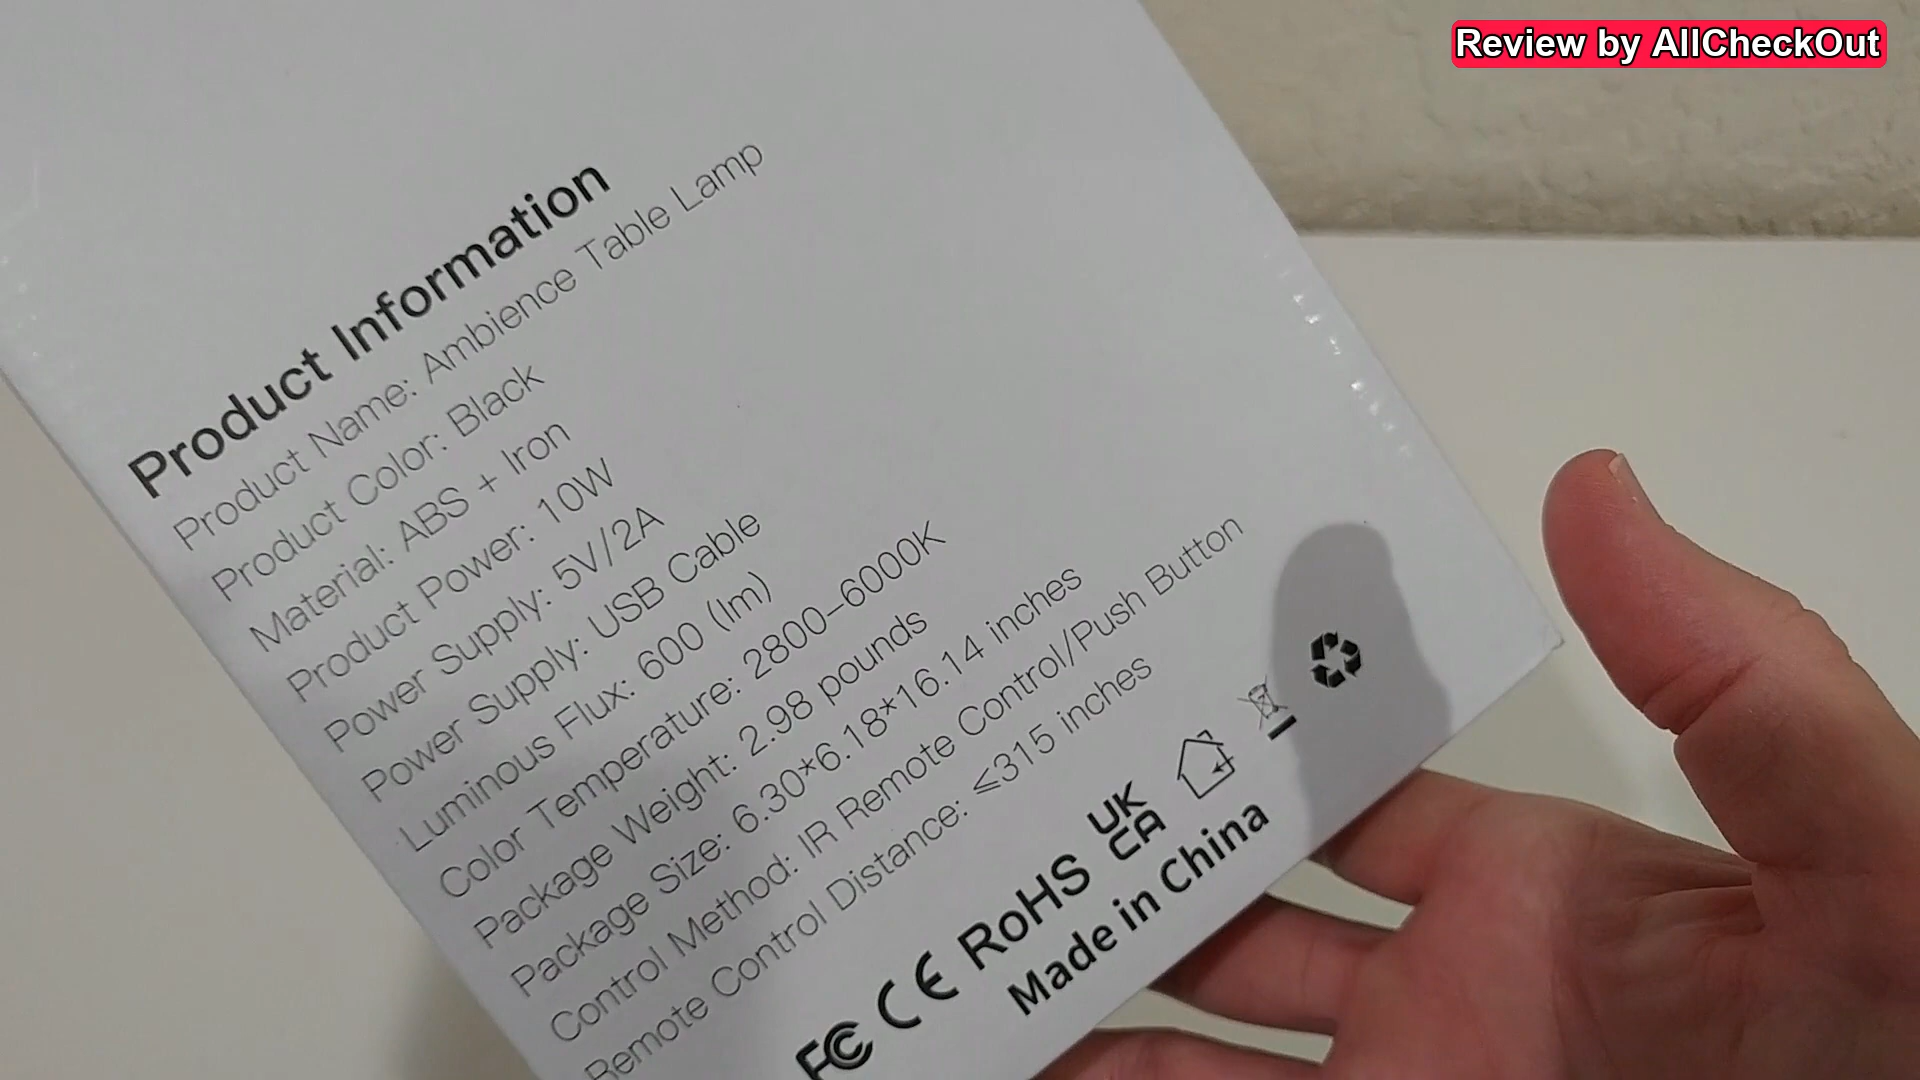 Review by AllCheckOut
Product Information
Product Name: Ambience Table Lamp
Product Color: Black
Material: ABS + Iron
Product Power: 10W
Power Supply: 5V/2A
Power Supply: USB Cable
Luminous Flux: 600 (lm)
Color Temperature: 2800-6000K
Package Weight: 2.98 pounds
Package Size: 6.30*6.18*16.14 inches
Control Method: IR Remote Control/Push Button
Remote Control Distance: ≤315 inches
FC CE RoHS UK CA
Made in China